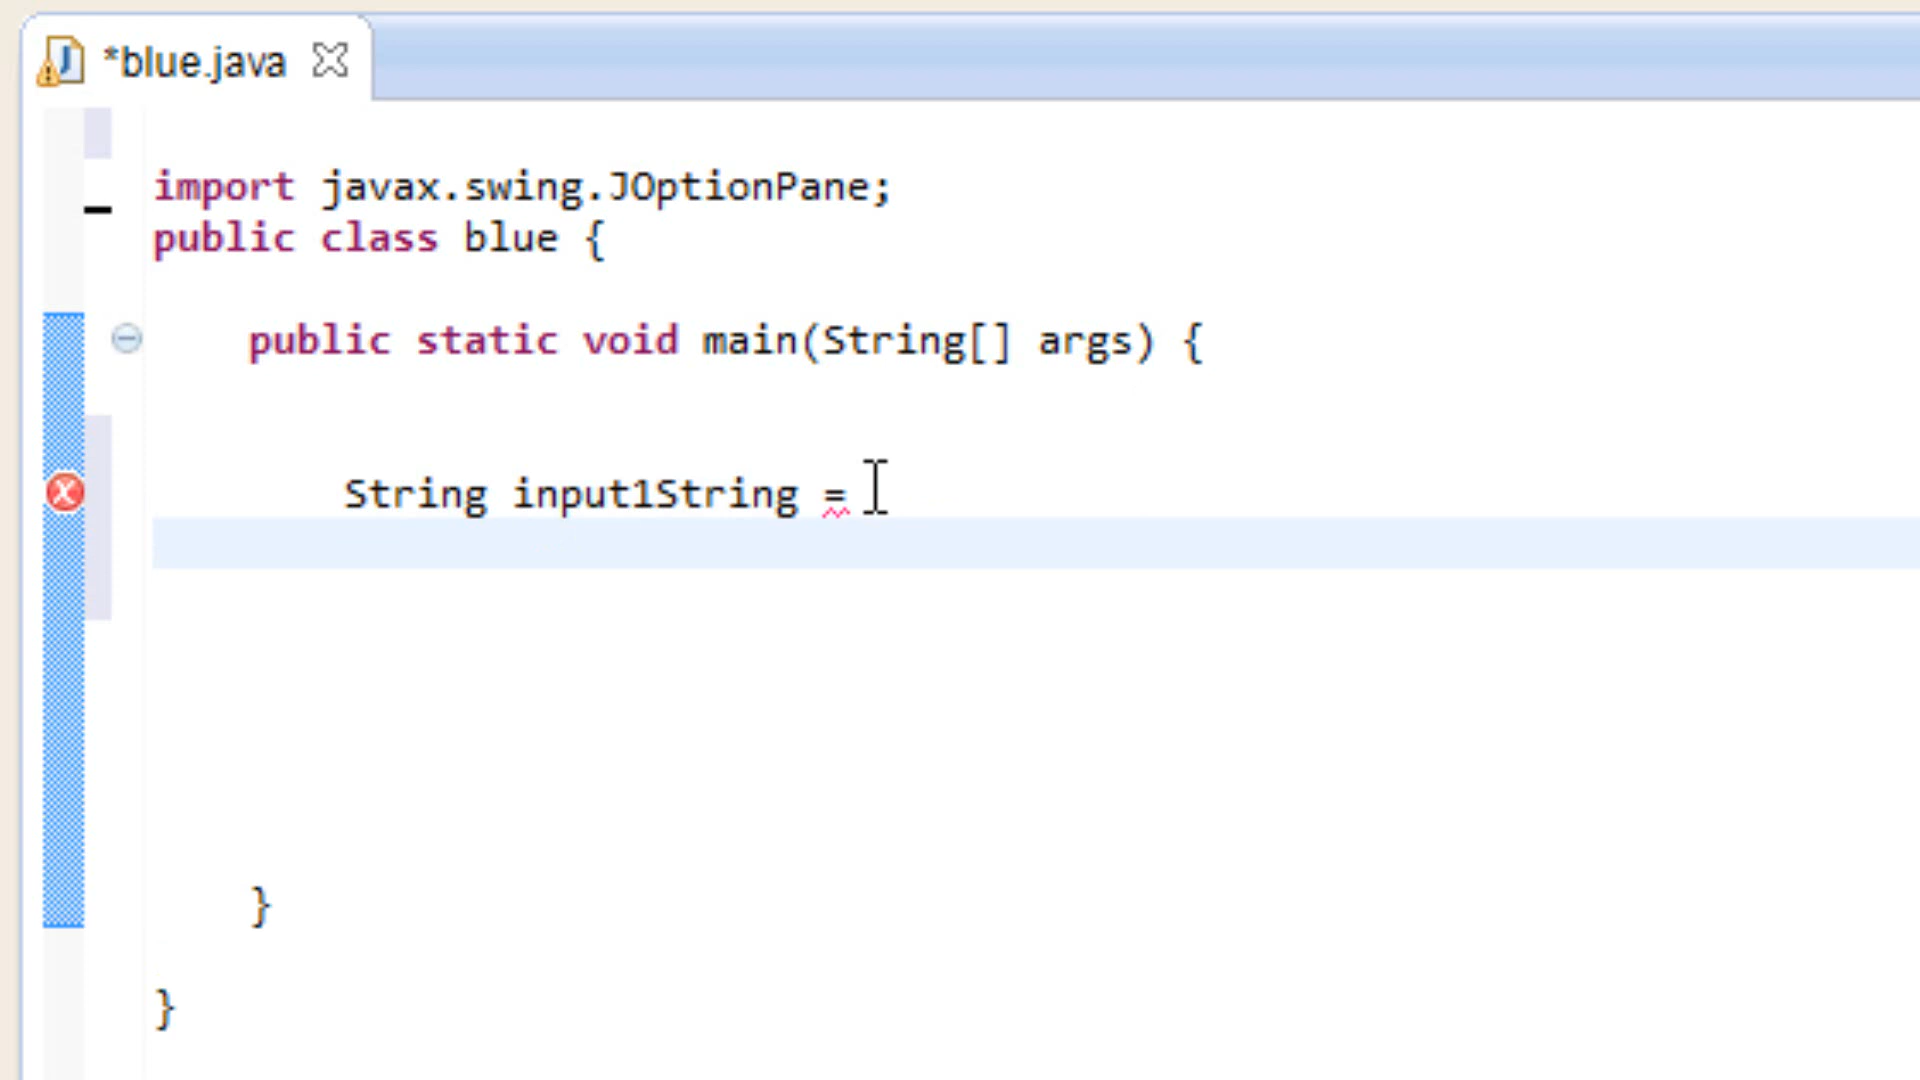 *blue.java
import javax.swing.JOptionPane;
public class blue {
public static void main(String[] args) {
String input1String =
}
}